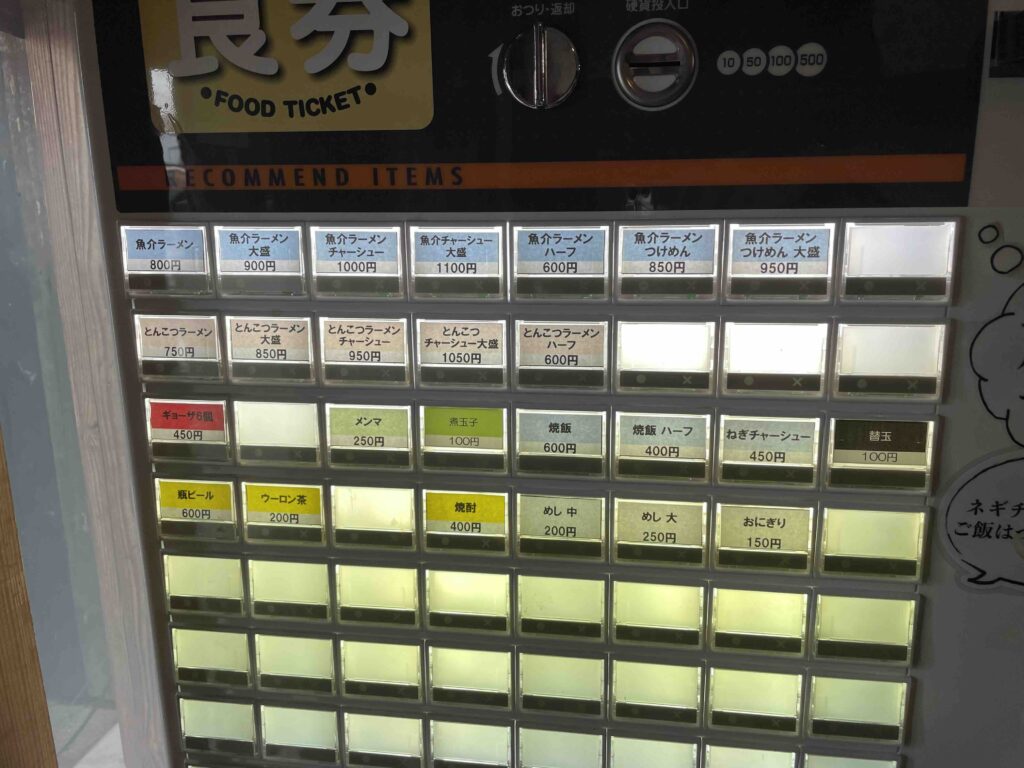 食券
•FOOD TICKET•
おつり・返却
硬貨投入口
10 50 100 500
RECOMMEND ITEMS
魚介ラーメン
800円
魚介ラーメン
大盛
900円
魚介ラーメン
チャーシュー
1000円
魚介チャーシュー
大盛
1100円
魚介ラーメン
ハーフ
600円
魚介ラーメン
つけめん
850円
魚介ラーメン
つけめん 大盛
950円
とんこつラーメン
750円
とんこつラーメン
大盛
850円
とんこつラーメン
チャーシュー
950円
とんこつ
チャーシュー大盛
1050円
とんこつラーメン
ハーフ
600円
ギョーザ6個
450円
メンマ
250円
煮玉子
100円
焼飯
600円
焼飯 ハーフ
400円
ねぎチャーシュー
450円
替玉
100円
瓶ビール
600円
ウーロン茶
200円
焼酎
400円
めし 中
200円
めし 大
250円
おにぎり
150円
ネギチ
ご飯はつ